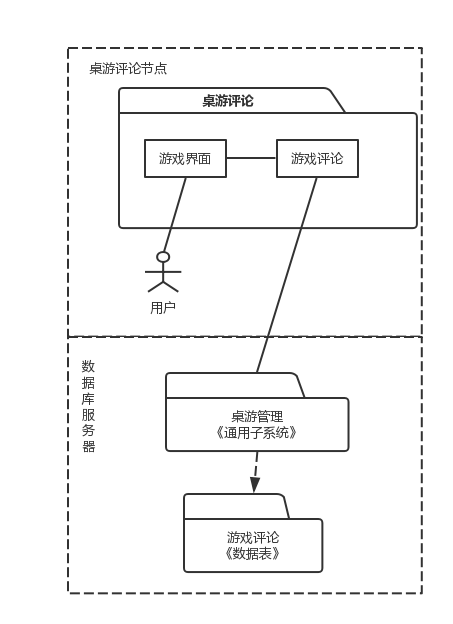 桌游评论节点
桌游评论
游戏界面
游戏评论
用户
数据库服务器
桌游管理
《通用子系统》
游戏评论
《数据表》